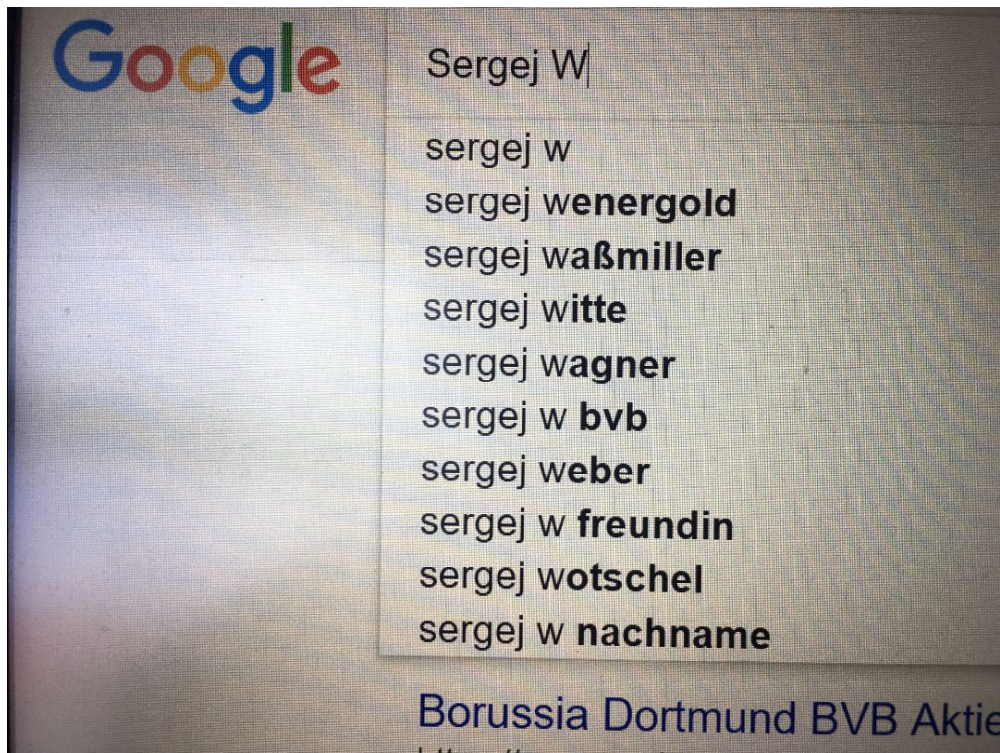 Google
Sergej W
sergej w
sergej wenergold
sergej waßmiller
sergej witte
sergej wagner
sergej w bvb
sergej weber
sergej w freundin
sergej wotschel
sergej w nachname
Borussia Dortmund BVB Aktie